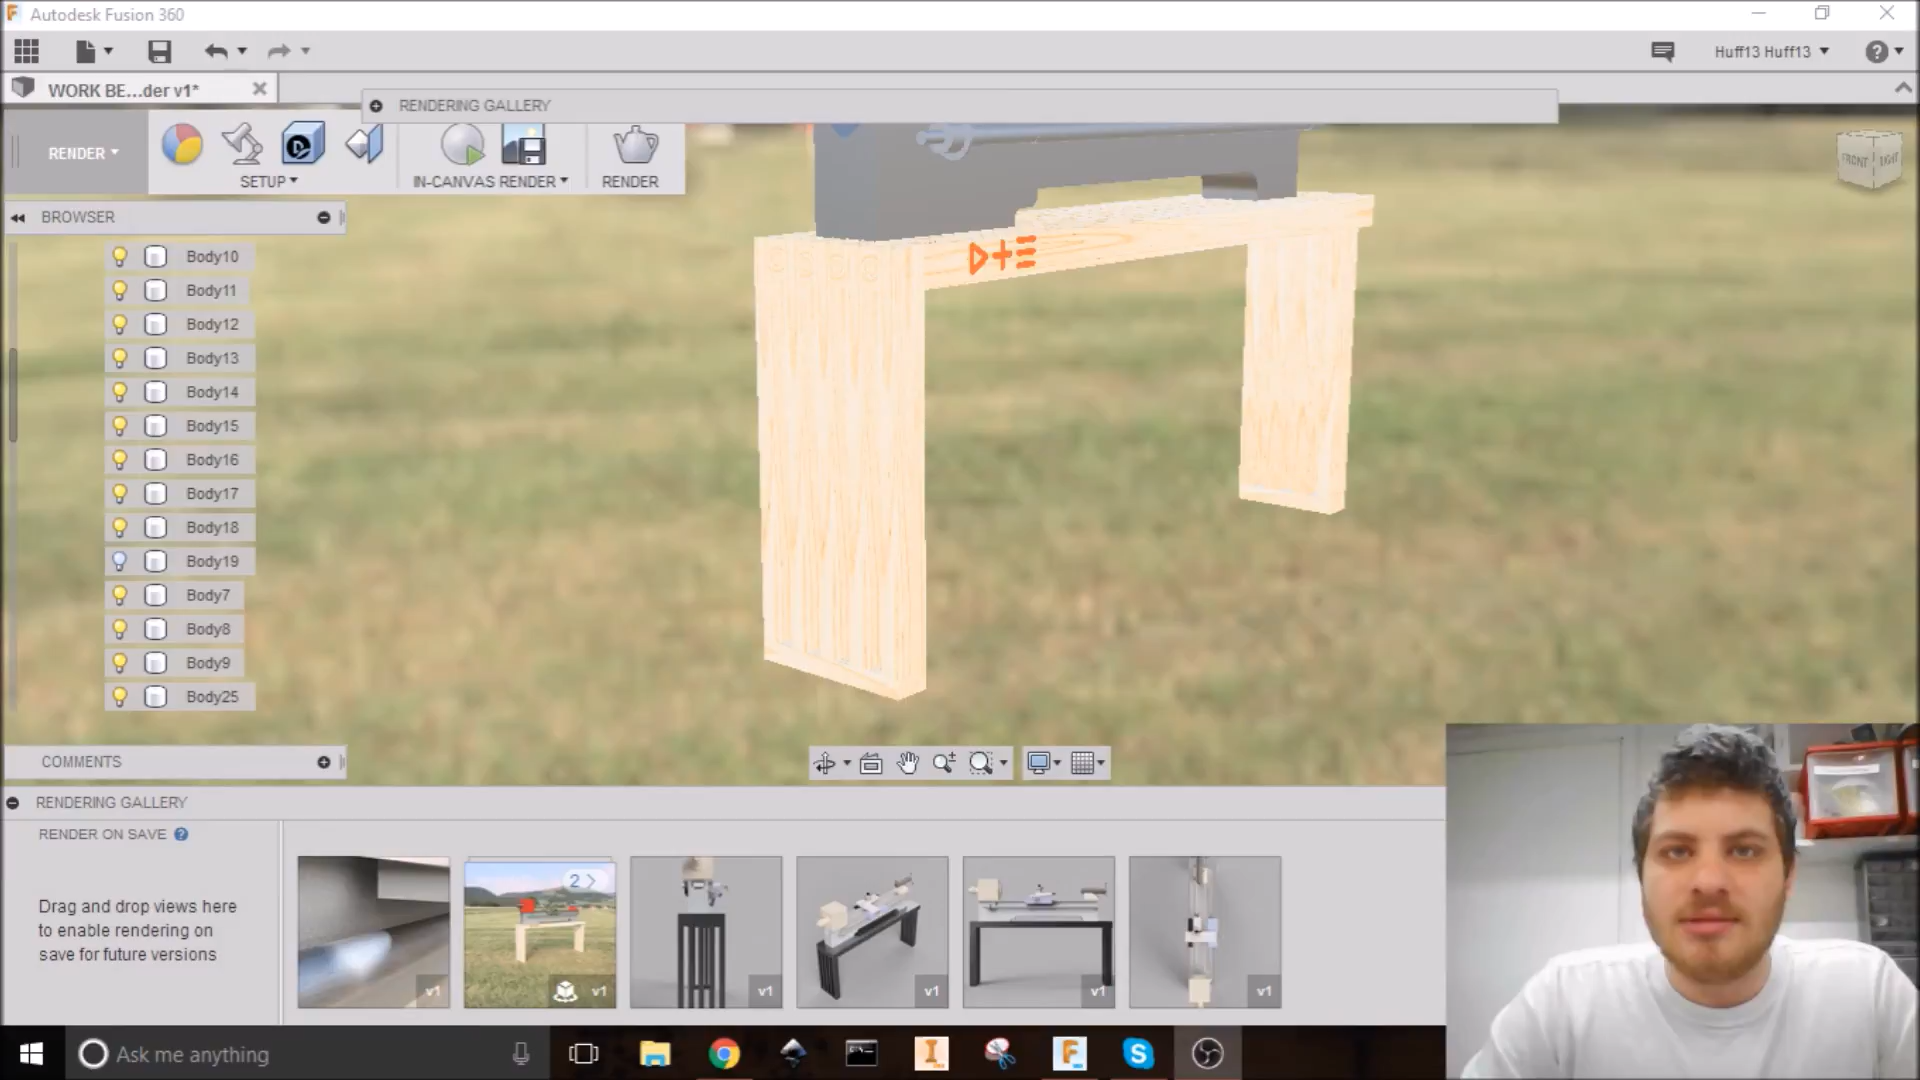 Autodesk Fusion 360
Huff13 Huff13
WORK BE...der v1*
RENDERING GALLERY
RENDER
SETUP
IN-CANVAS RENDER
RENDER
FRONT
BROWSER
Body10
Body11
Body12
Body13
Body14
Body15
Body16
Body17
Body18
Body19
Body7
Body8
Body9
Body25
COMMENTS
RENDERING GALLERY
RENDER ON SAVE
Drag and drop views here
to enable rendering on
save for future versions
v1
2
v1
v1
v1
v1
v1
Ask me anything